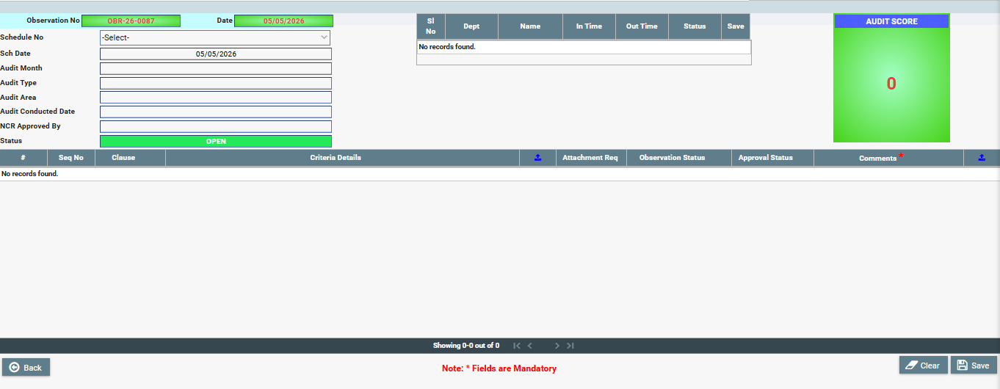 Observation No OBR-26-0087 Date 05/05/2026
Schedule No -Select-
Sch Date 05/05/2026
Audit Month
Audit Type
Audit Area
Audit Conducted Date
NCR Approved By
Status OPEN
Sl No Dept Name In Time Out Time Status Save
No records found.
AUDIT SCORE
0
# Seq No Clause Criteria Details Attachment Req Observation Status Approval Status Comments *
No records found.
Showing 0-0 out of 0
Back Note: * Fields are Mandatory Clear Save